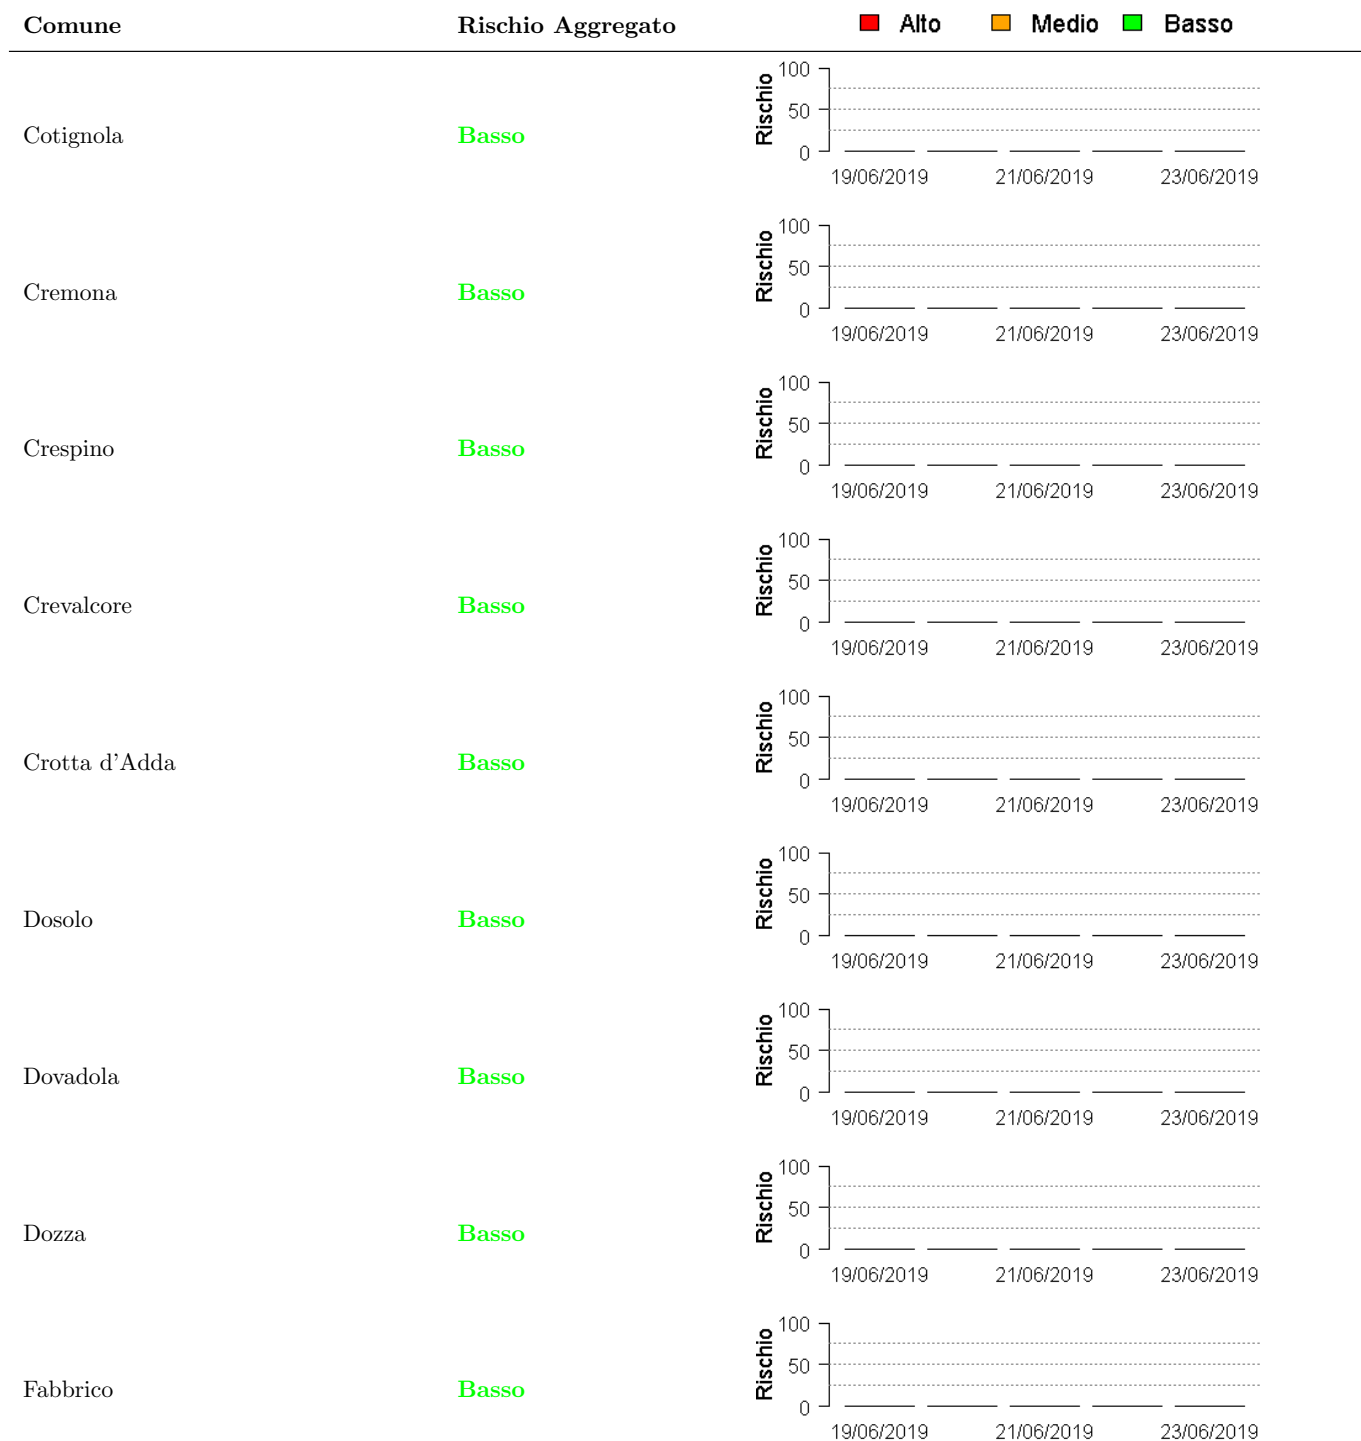 Comune Rischio Aggregato Alto Medio Basso
100
50
0
Rischio
Cotignola Basso
19/06/2019 21/06/2019 23/06/2019
100
50
0
Rischio
Cremona Basso
19/06/2019 21/06/2019 23/06/2019
100
50
0
Rischio
Crespino Basso
19/06/2019 21/06/2019 23/06/2019
100
50
0
Rischio
Crevalcore Basso
19/06/2019 21/06/2019 23/06/2019
100
50
0
Rischio
Crotta d'Adda Basso
19/06/2019 21/06/2019 23/06/2019
100
50
0
Rischio
Dosolo Basso
19/06/2019 21/06/2019 23/06/2019
100
50
0
Rischio
Dovadola Basso
19/06/2019 21/06/2019 23/06/2019
100
50
0
Rischio
Dozza Basso
19/06/2019 21/06/2019 23/06/2019
100
50
0
Rischio
Fabbrico Basso
19/06/2019 21/06/2019 23/06/2019